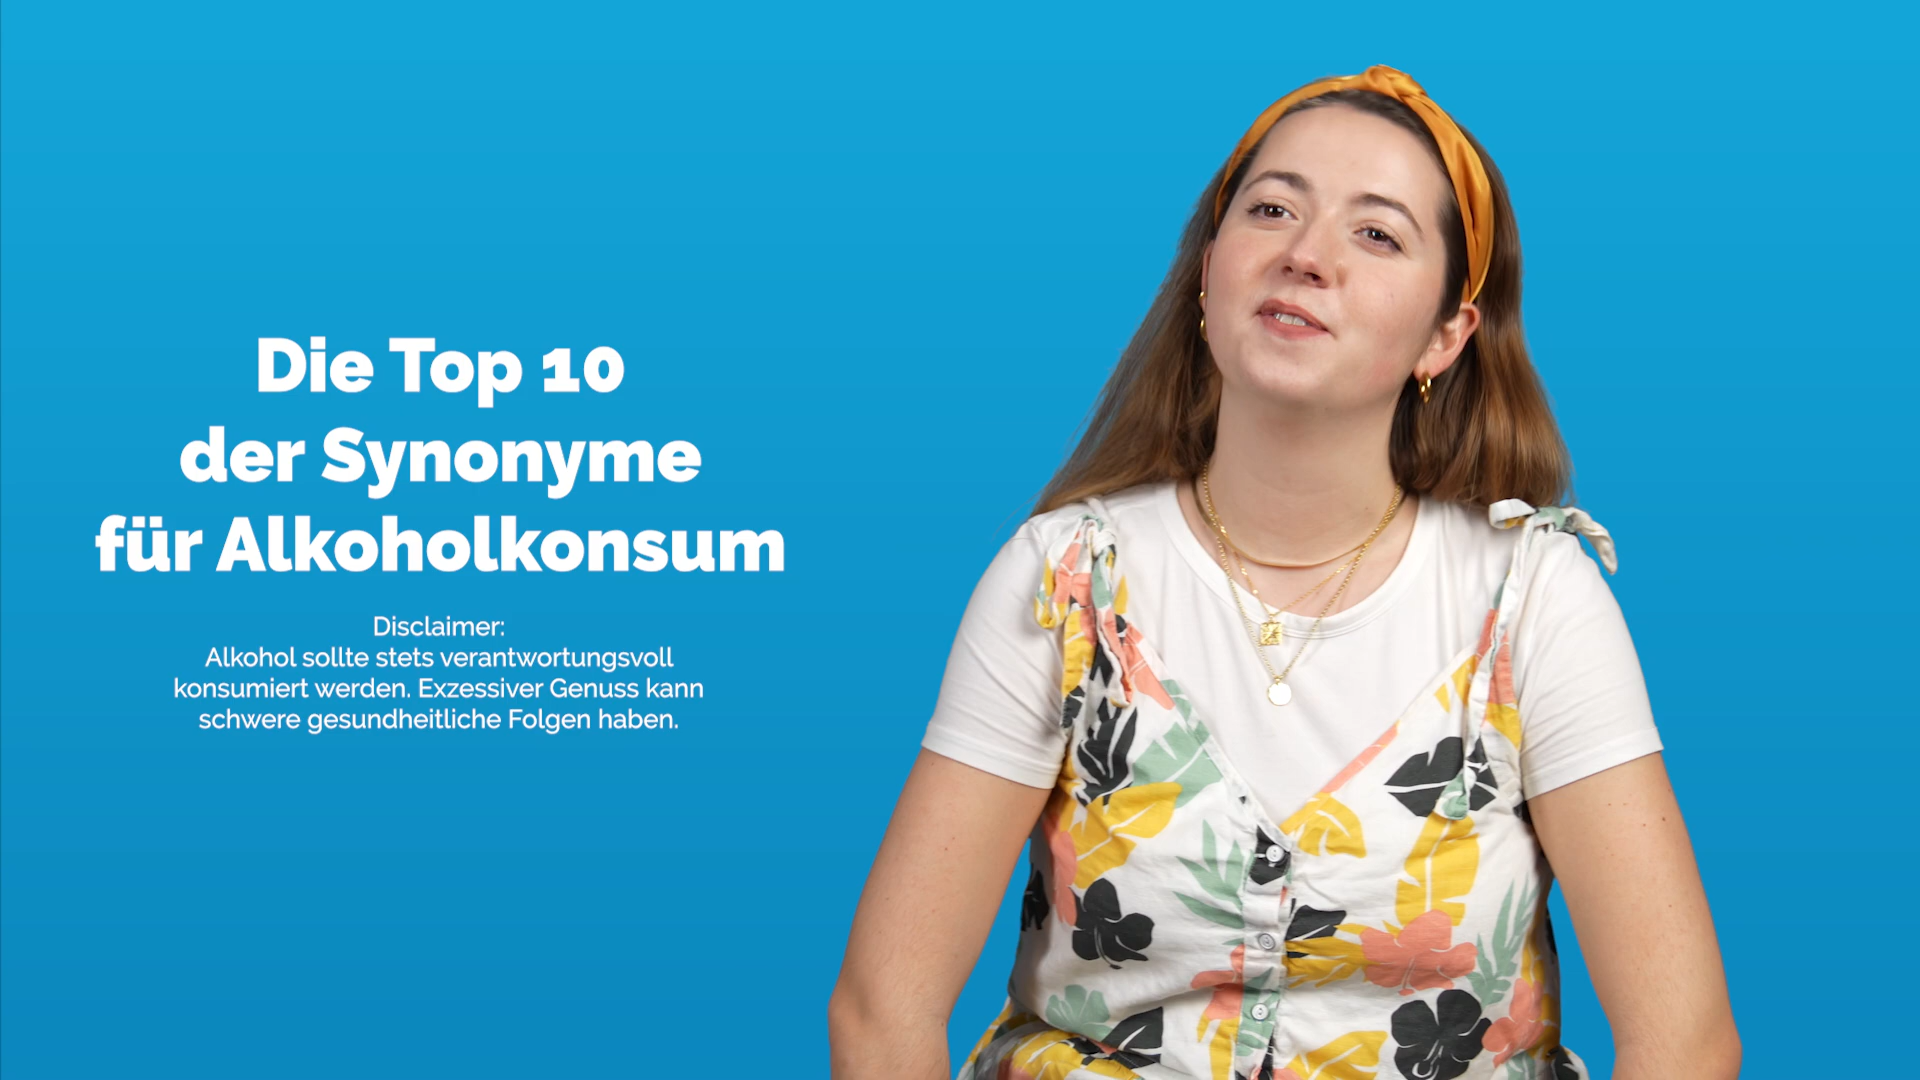 Die Top 10
der Synonyme
für Alkoholkonsum
Disclaimer:
Alkohol sollte stets verantwortungsvoll
konsumiert werden. Exzessiver Genuss kann
schwere gesundheitliche Folgen haben.